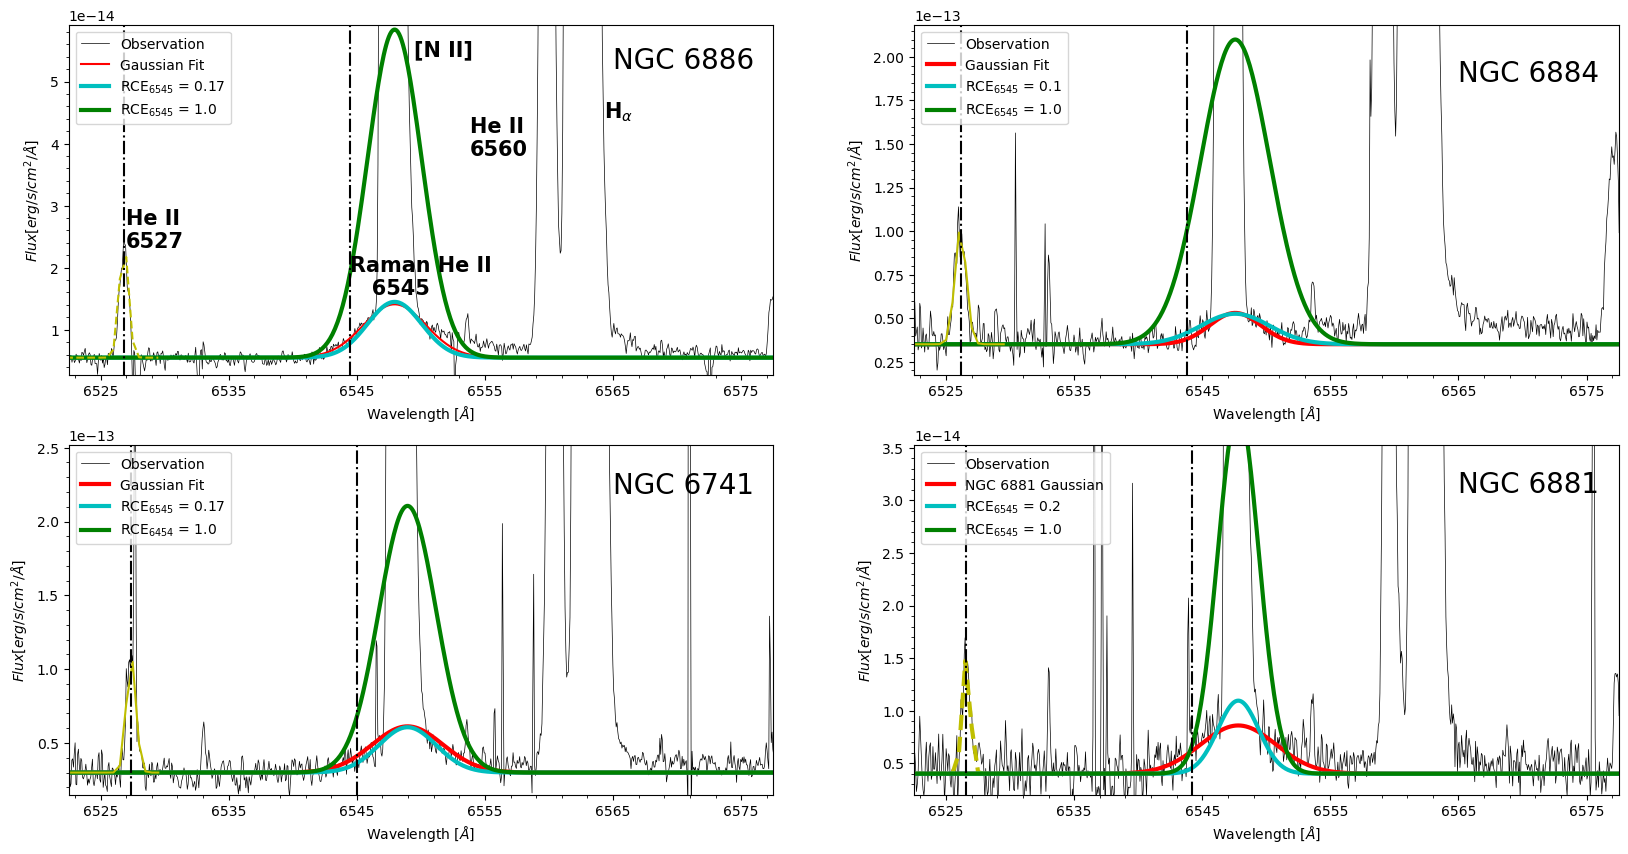 1e−14
Observation
Gaussian Fit
RCE₆₅₄₅ = 0.17
RCE₆₅₄₅ = 1.0
[N II]
NGC 6886
H_α
He II
6560
He II
6527
Raman He II
6545
5
4
3
2
1
Flux[erg/s/cm²/Å]
6525 6535 6545 6555 6565 6575
Wavelength [Å]
1e−13
Observation
Gaussian Fit
RCE₆₅₄₅ = 0.1
RCE₆₅₄₅ = 1.0
NGC 6884
2.00
1.75
1.50
1.25
1.00
0.75
0.50
0.25
Flux[erg/s/cm²/Å]
6525 6535 6545 6555 6565 6575
Wavelength [Å]
1e−13
Observation
Gaussian Fit
RCE₆₅₄₅ = 0.17
RCE₆₄₅₄ = 1.0
NGC 6741
2.5
2.0
1.5
1.0
0.5
Flux[erg/s/cm²/Å]
6525 6535 6545 6555 6565 6575
Wavelength [Å]
1e−14
Observation
NGC 6881 Gaussian
RCE₆₅₄₅ = 0.2
RCE₆₅₄₅ = 1.0
NGC 6881
3.5
3.0
2.5
2.0
1.5
1.0
0.5
Flux[erg/s/cm²/Å]
6525 6535 6545 6555 6565 6575
Wavelength [Å]